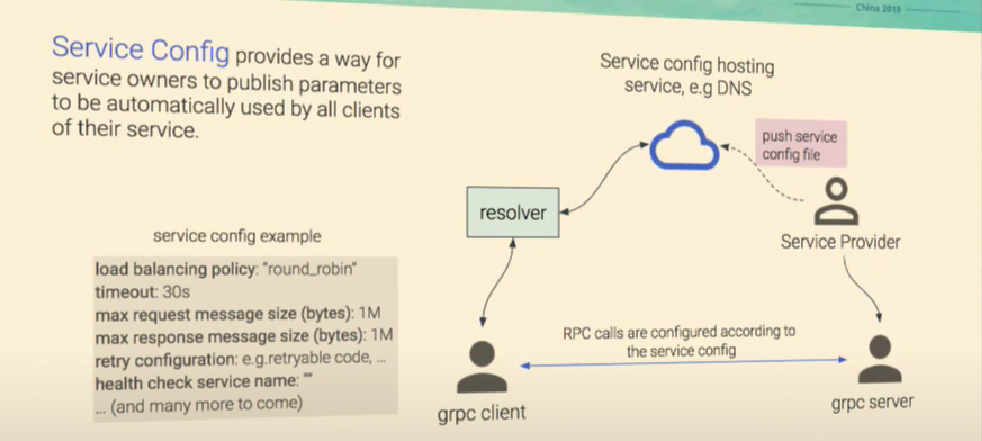 China 2018
Service Config provides a way for
service owners to publish parameters
to be automatically used by all clients
of their service.
service config example
load balancing policy: "round_robin"
timeout: 30s
max request message size (bytes): 1M
max response message size (bytes): 1M
retry configuration: e.g.retryable code, ...
health check service name: ""
... (and many more to come)
Service config hosting
service, e.g DNS
push service
config file
resolver
Service Provider
RPC calls are configured according to
the service config
grpc client
grpc server